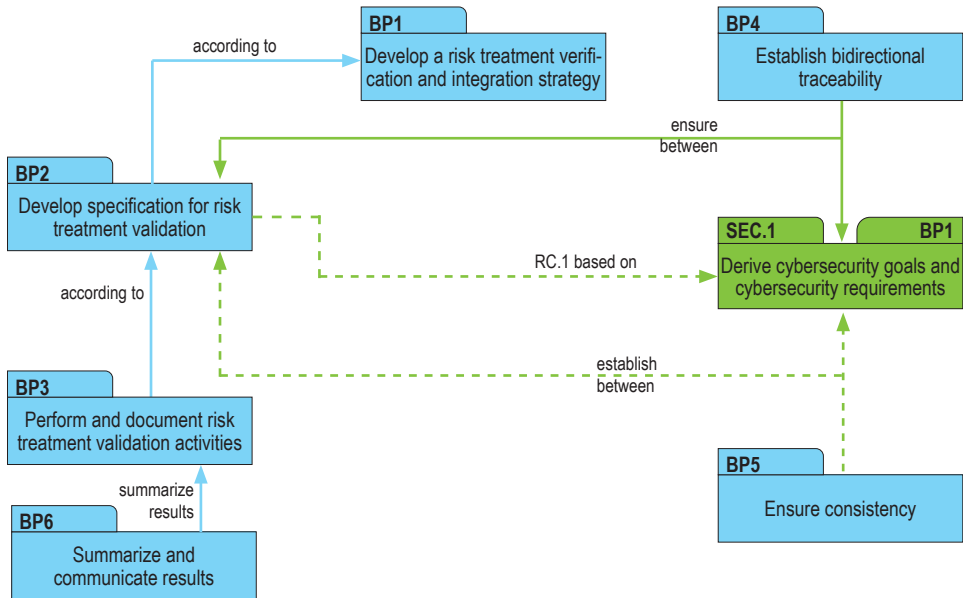 BP1
Develop a risk treatment verifi-
cation and integration strategy
BP4
Establish bidirectional
traceability
according to
ensure
between
BP2
Develop specification for risk
treatment validation
SEC.1
BP1
Derive cybersecurity goals and
cybersecurity requirements
RC.1 based on
according to
establish
between
BP3
Perform and document risk
treatment validation activities
BP5
Ensure consistency
summarize
results
BP6
Summarize and
communicate results